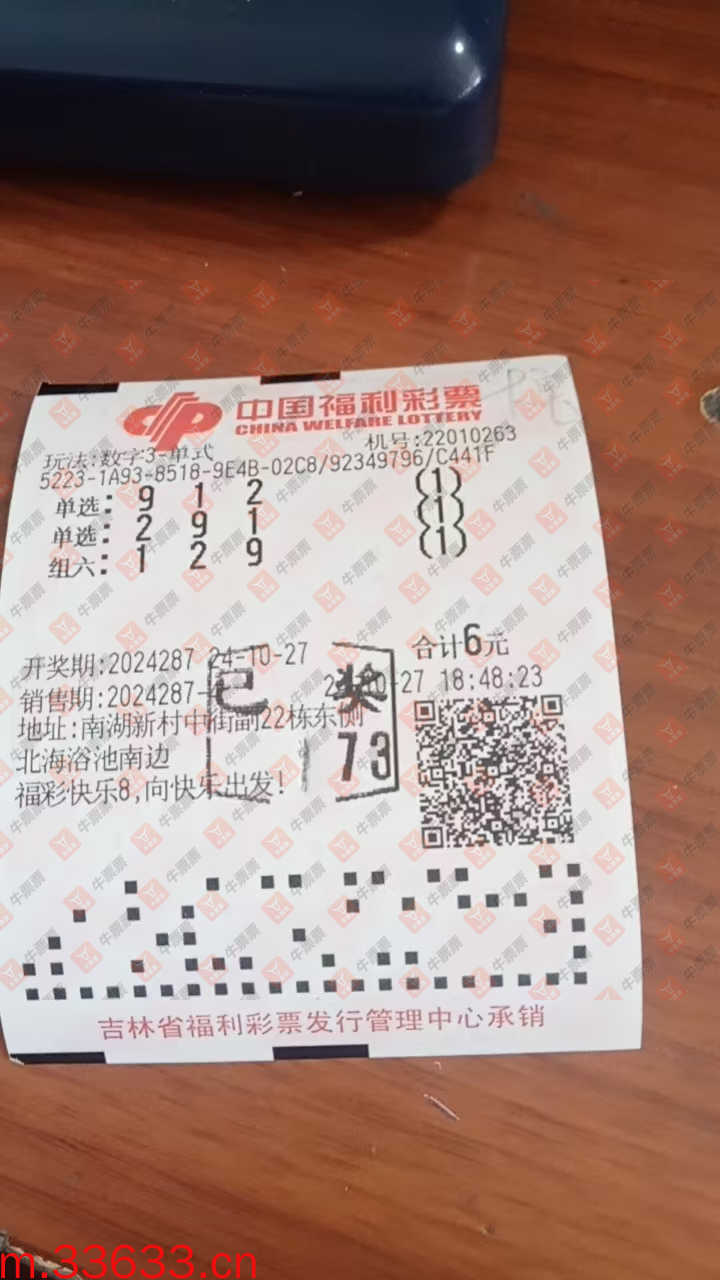 中国福利彩票
CHINA WELFARE LOTTERY
玩法:数字3-单式 机号:22010263
5223-1A93-8518-9E4B-02C8/92349796/C441F
单选: 9 1 2 (1)
单选: 2 9 1 (1)
组六: 1 2 9 (1)
开奖期:2024287 24-10-27 合计6元
销售期:2024287- 27 18:48:23
地址:南湖新村中街副22栋东侧
北海浴池南边
福彩快乐8,向快乐出发!
已 奖
73
吉林省福利彩票发行管理中心承销
牛票票
m.33633.cn